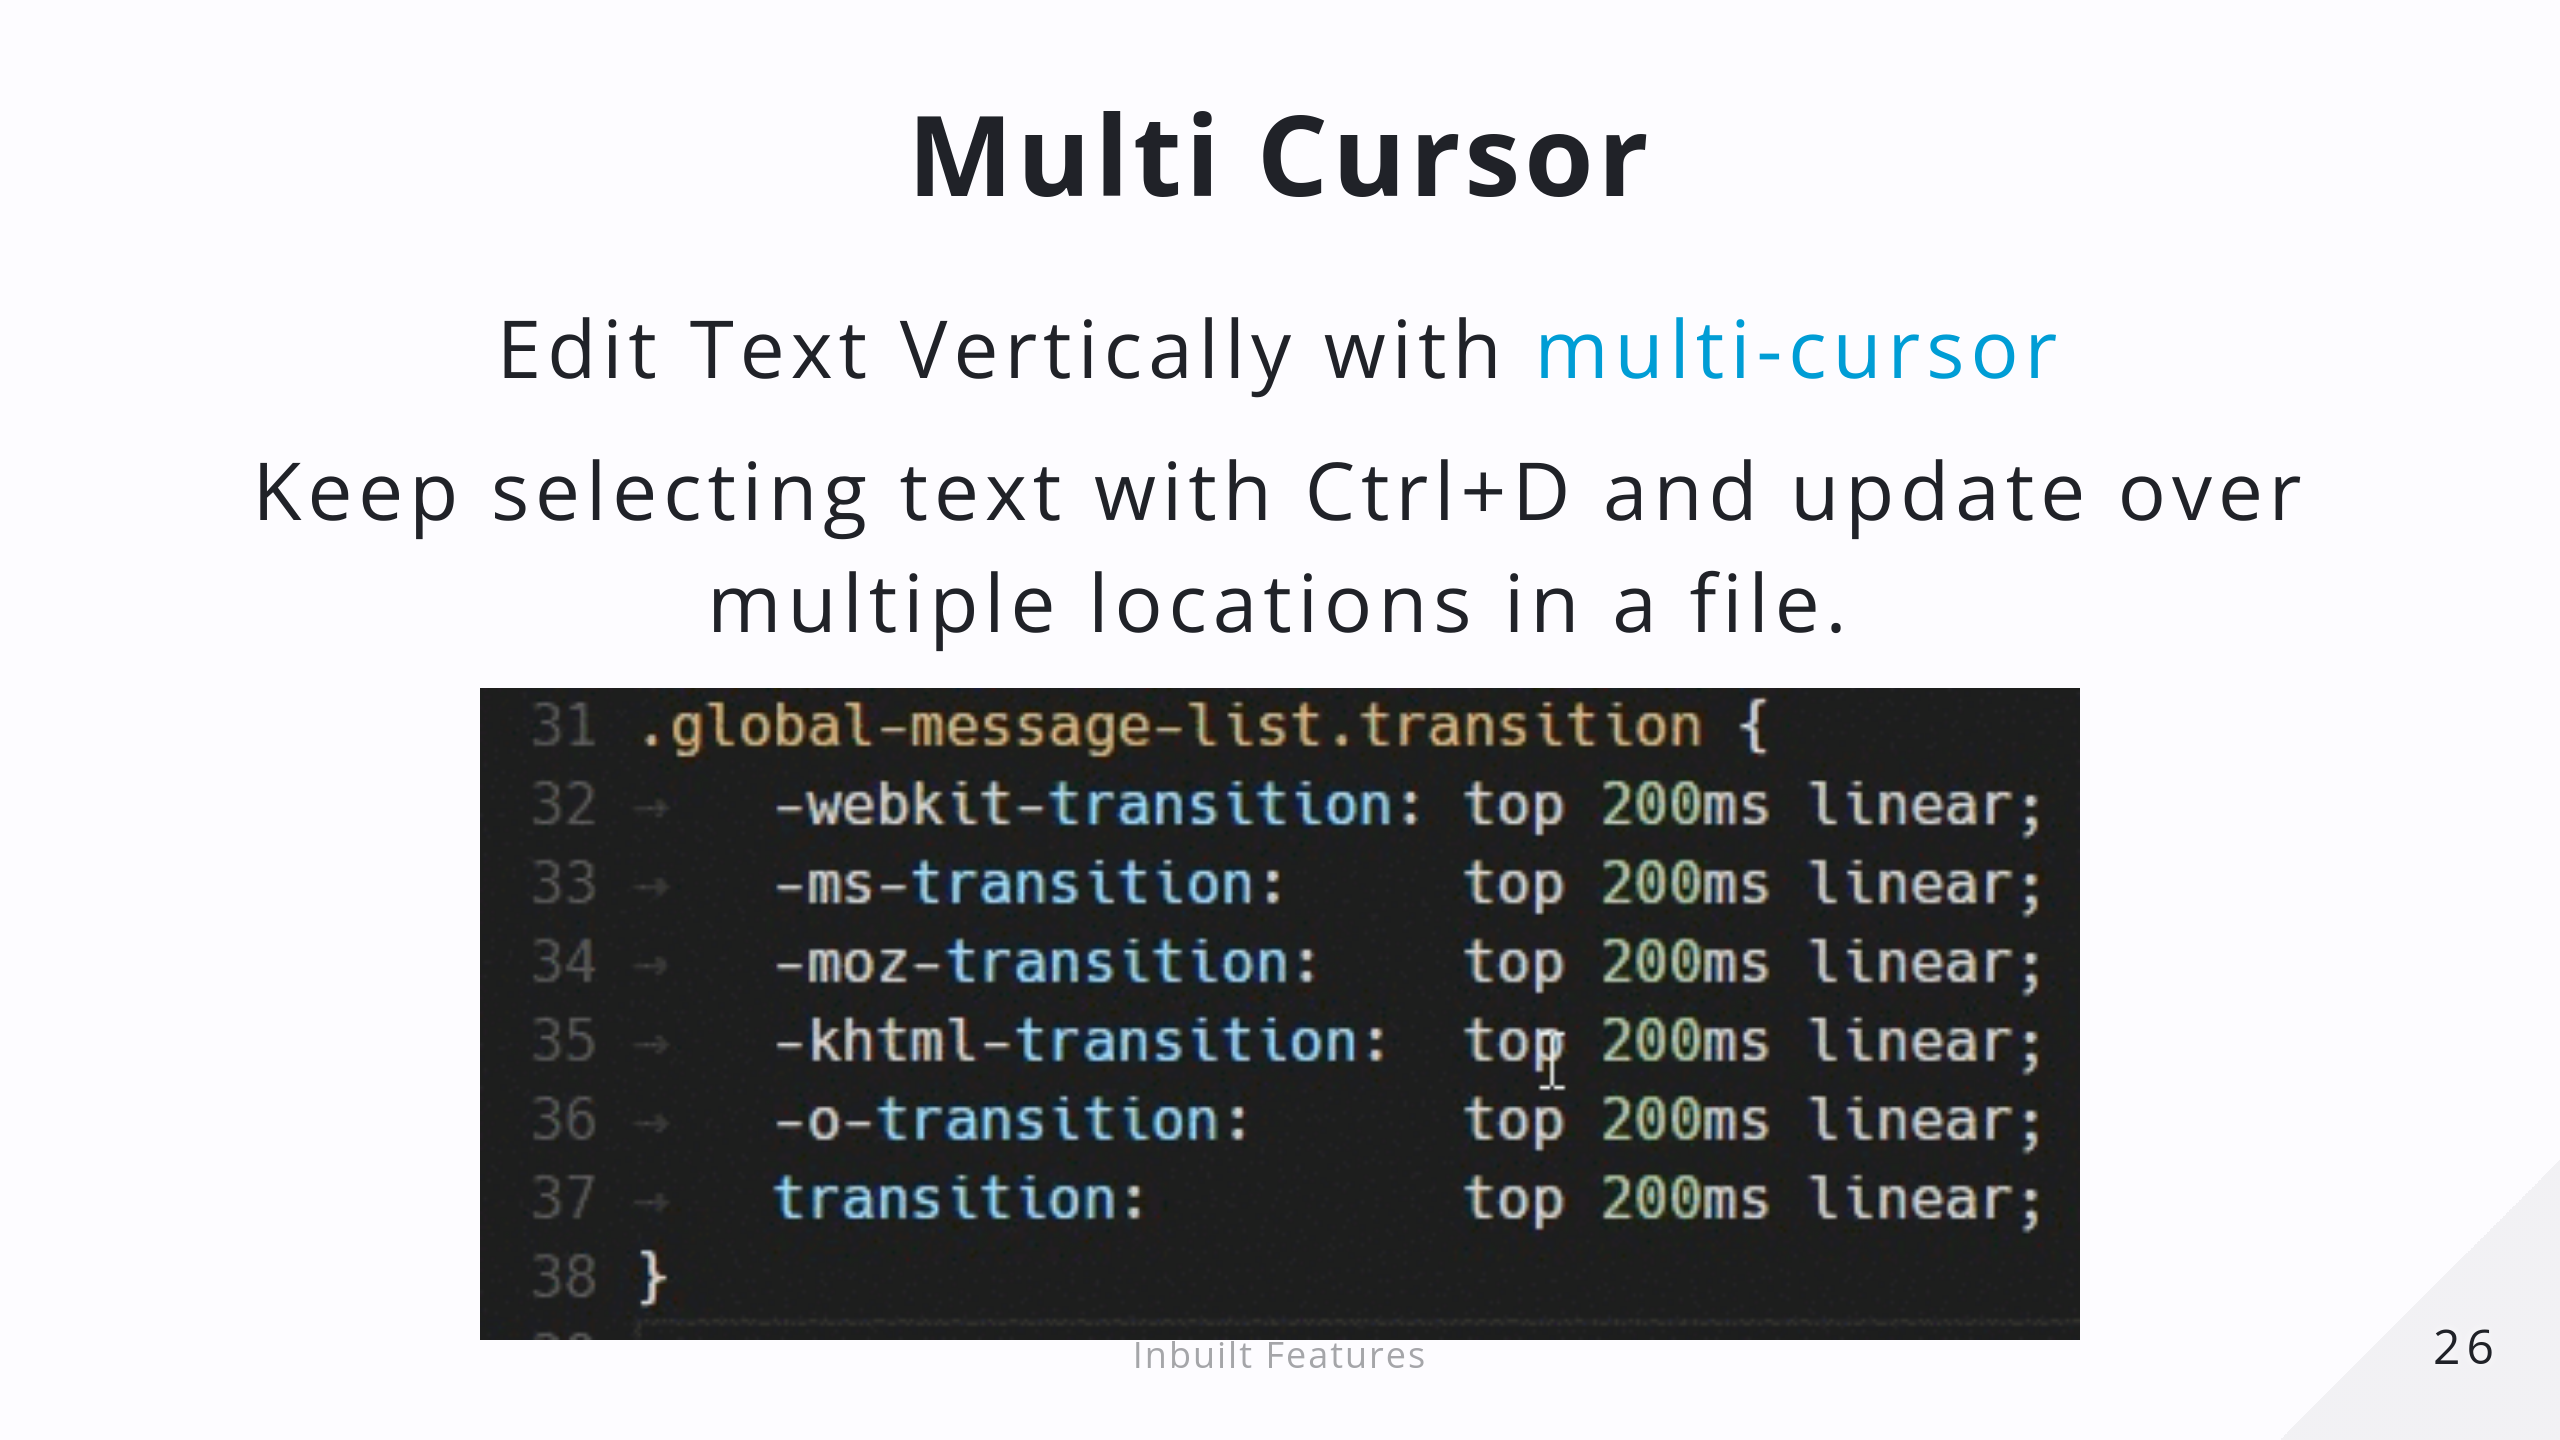 Multi Cursor
Edit Text Vertically with multi-cursor
Keep selecting text with Ctrl+D and update over
multiple locations in a file.
31 .global-message-list.transition {
32 →   -webkit-transition: top 200ms linear;
33 →   -ms-transition:     top 200ms linear;
34 →   -moz-transition:    top 200ms linear;
35 →   -khtml-transition:  top 200ms linear;
36 →   -o-transition:      top 200ms linear;
37 →   transition:         top 200ms linear;
38 }
Inbuilt Features
26